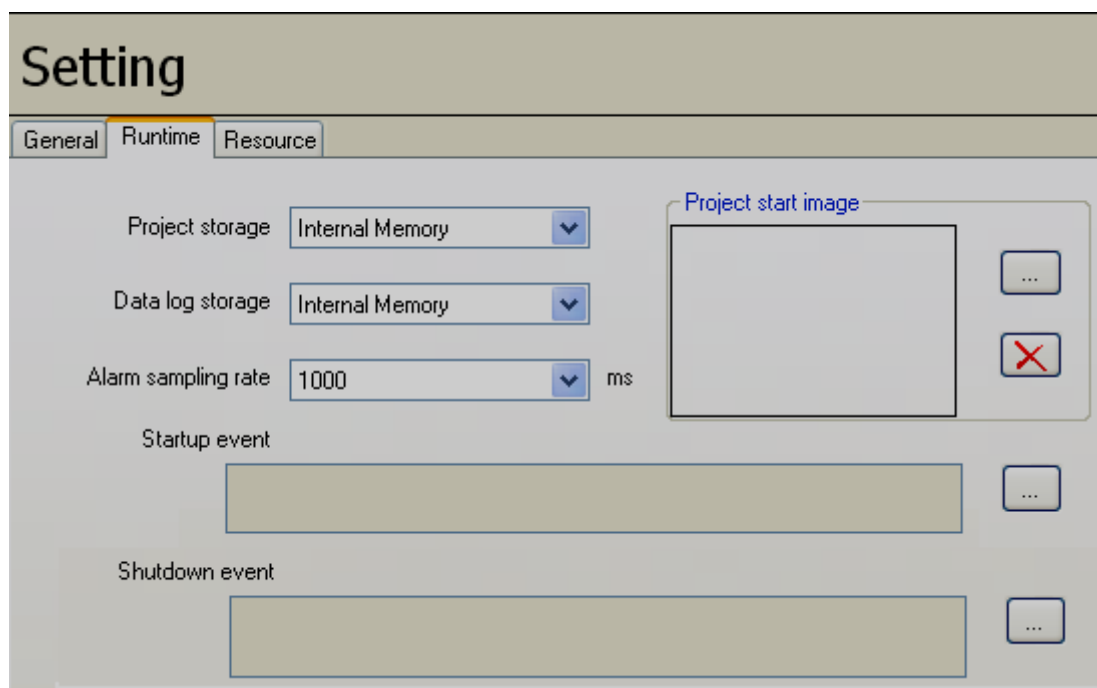 Setting
General Runtime Resource
Project storage Internal Memory
Project start image
...
Data log storage Internal Memory
Alarm sampling rate 1000 ms
Startup event
...
Shutdown event
...